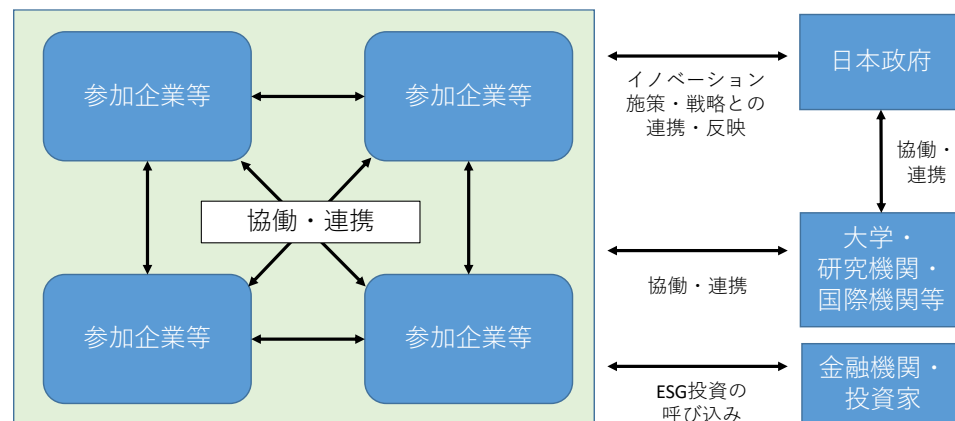 参加企業等
参加企業等
協働・連携
参加企業等
参加企業等
イノベーション
施策・戦略との
連携・反映
日本政府
協働・
連携
協働・連携
大学・
研究機関・
国際機関等
ESG投資の
呼び込み
金融機関・
投資家